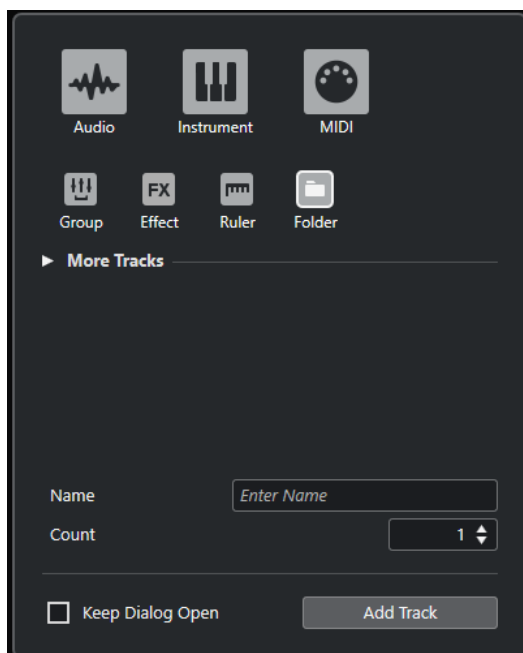 Audio Instrument MIDI
FX
Group Effect Ruler Folder
More Tracks
Name Enter Name
Count 1
Keep Dialog Open Add Track